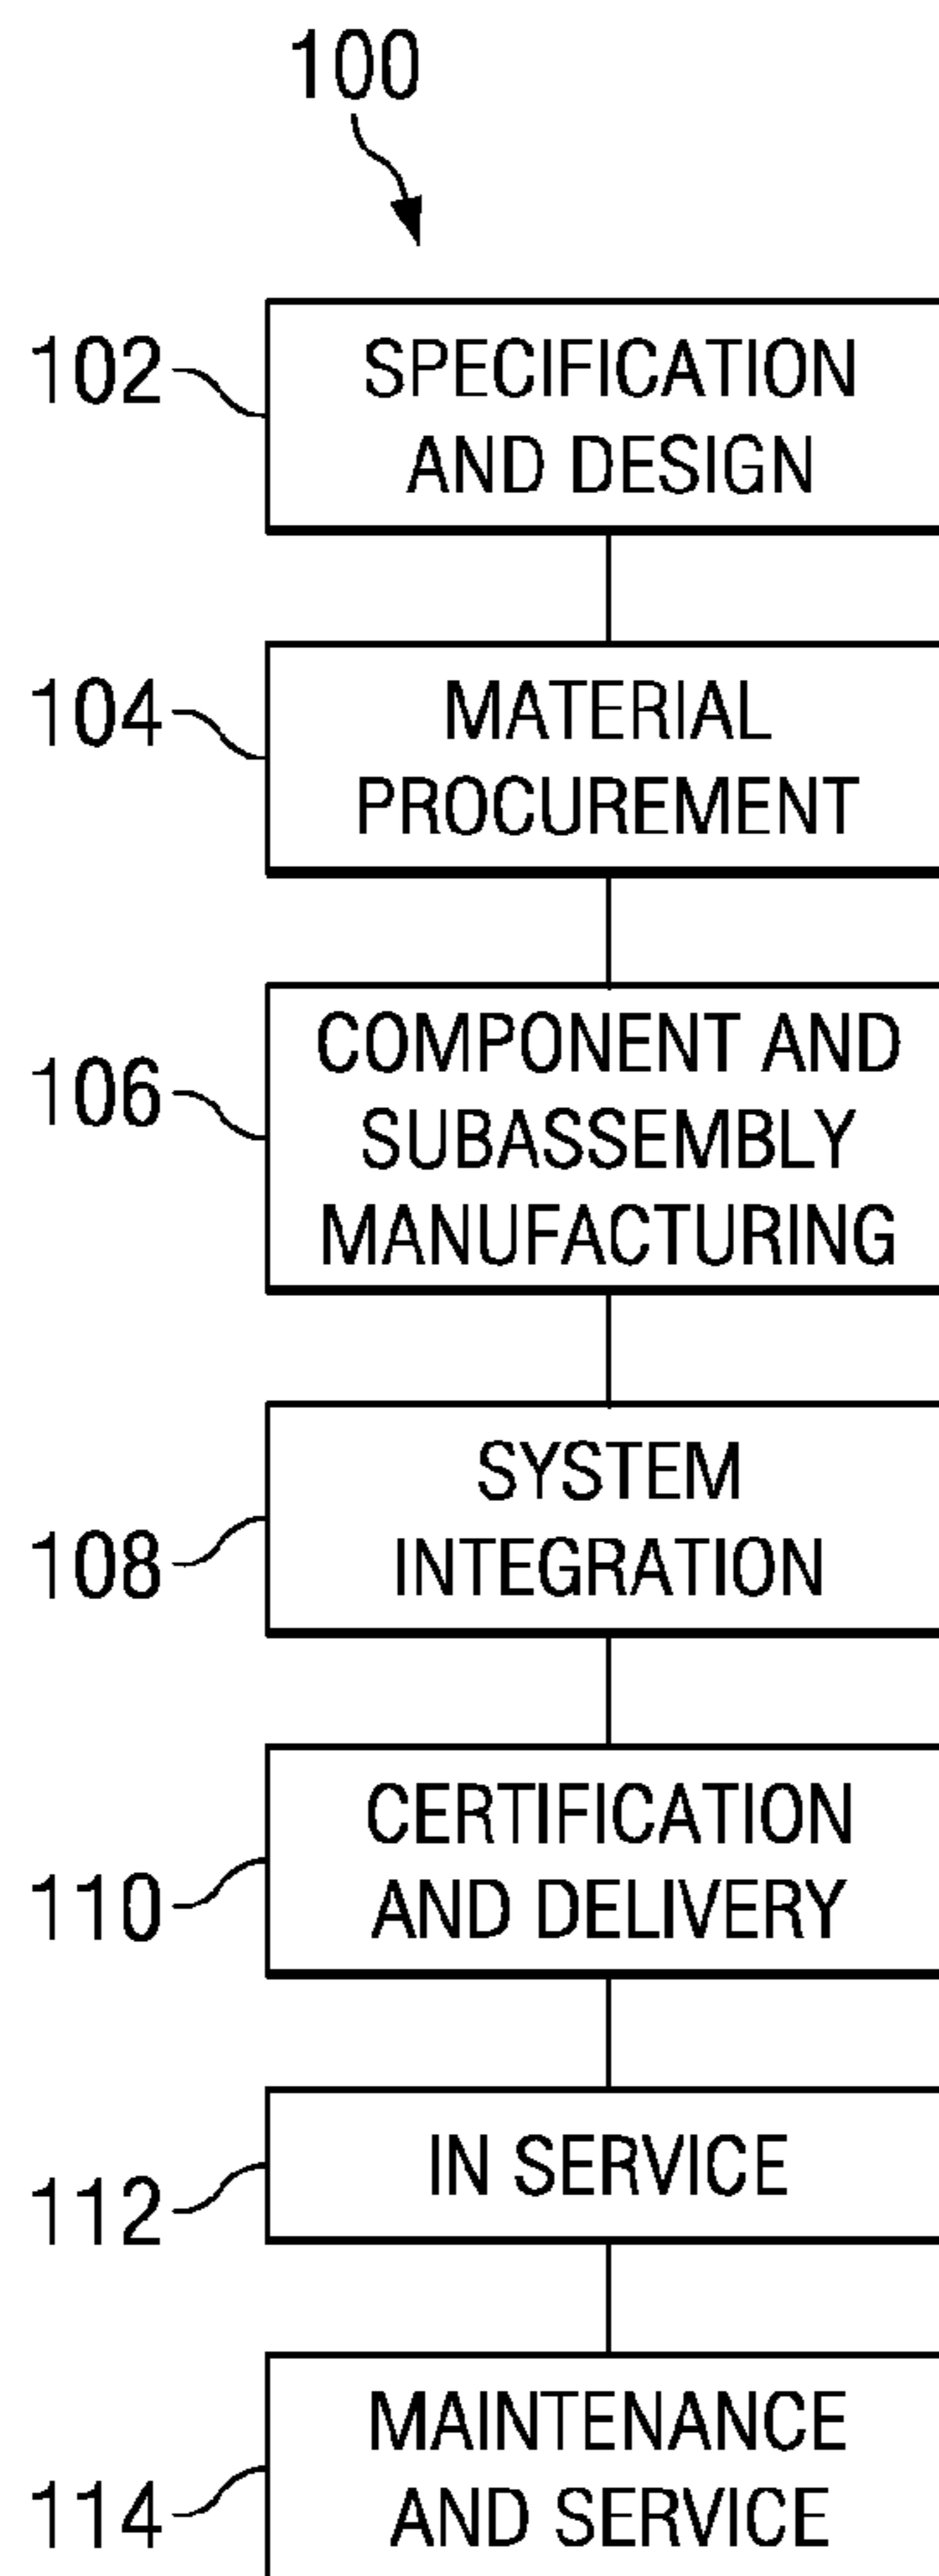 100
102
SPECIFICATION
AND DESIGN
104
MATERIAL
PROCUREMENT
106
COMPONENT AND
SUBASSEMBLY
MANUFACTURING
108
SYSTEM
INTEGRATION
110
CERTIFICATION
AND DELIVERY
112
IN SERVICE
114
MAINTENANCE
AND SERVICE